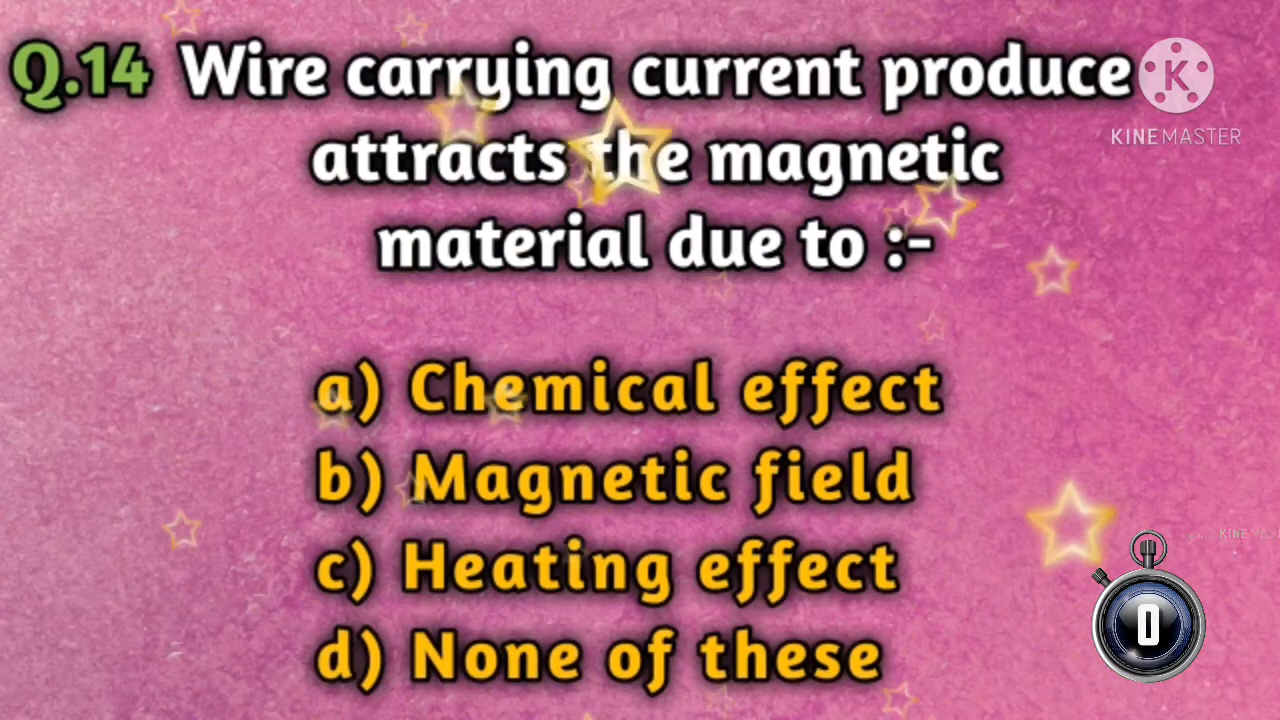 Q.14 Wire carrying current produce
attracts the magnetic
material due to :-
a) Chemical effect
b) Magnetic field
c) Heating effect
d) None of these
K
KINEMASTER
0